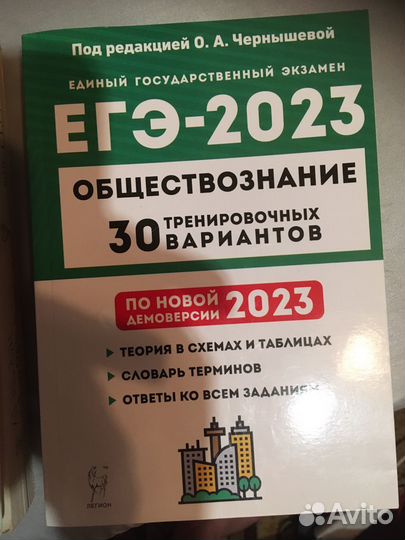 Под редакцией О. А. Чернышевой
ЕДИНЫЙ ГОСУДАРСТВЕННЫЙ ЭКЗАМЕН
ЕГЭ-2023
ОБЩЕСТВОЗНАНИЕ
30 ТРЕНИРОВОЧНЫХ
ВАРИАНТОВ
ПО НОВОЙ
ДЕМОВЕРСИИ 2023
ТЕОРИЯ В СХЕМАХ И ТАБЛИЦАХ
СЛОВАРЬ ТЕРМИНОВ
ОТВЕТЫ КО ВСЕМ ЗАДАНИЯМ
ЛЕГИОН
Avito